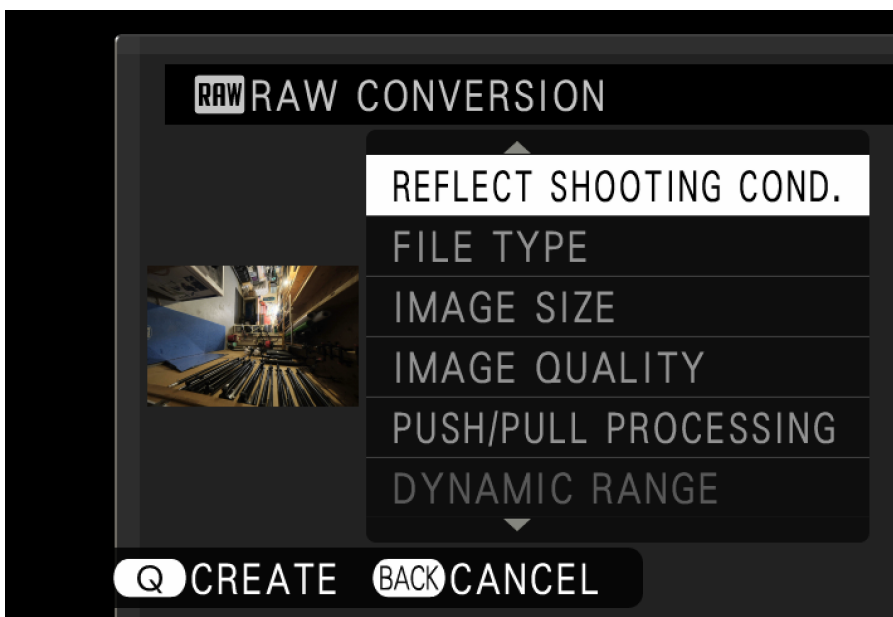 RAW RAW CONVERSION
REFLECT SHOOTING COND.
FILE TYPE
IMAGE SIZE
IMAGE QUALITY
PUSH/PULL PROCESSING
DYNAMIC RANGE
Q CREATE BACK CANCEL